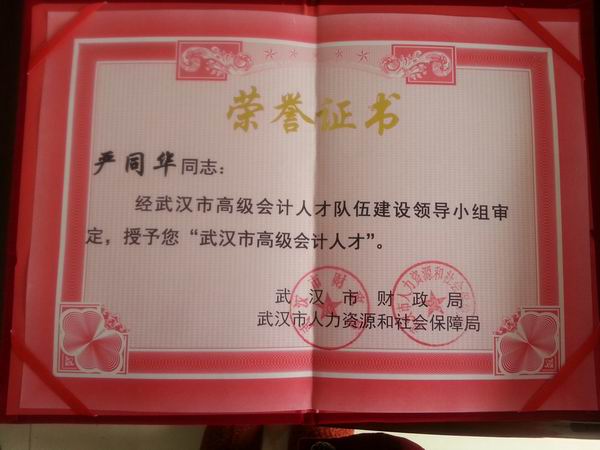 荣誉证书
严同华同志：
经武汉市高级会计人才队伍建设领导小组审
定，授予您“武汉市高级会计人才”。
武汉市财政局
武汉市人力资源和社会保障局